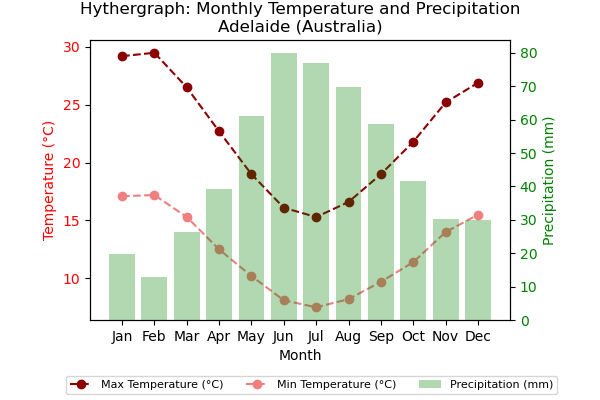 Hythergraph: Monthly Temperature and Precipitation
Adelaide (Australia)
30
25
20
15
10
Temperature (°C)
80
70
60
50
40
30
20
10
0
Precipitation (mm)
Jan Feb Mar Apr May Jun Jul Aug Sep Oct Nov Dec
Month
Max Temperature (°C) Min Temperature (°C) Precipitation (mm)